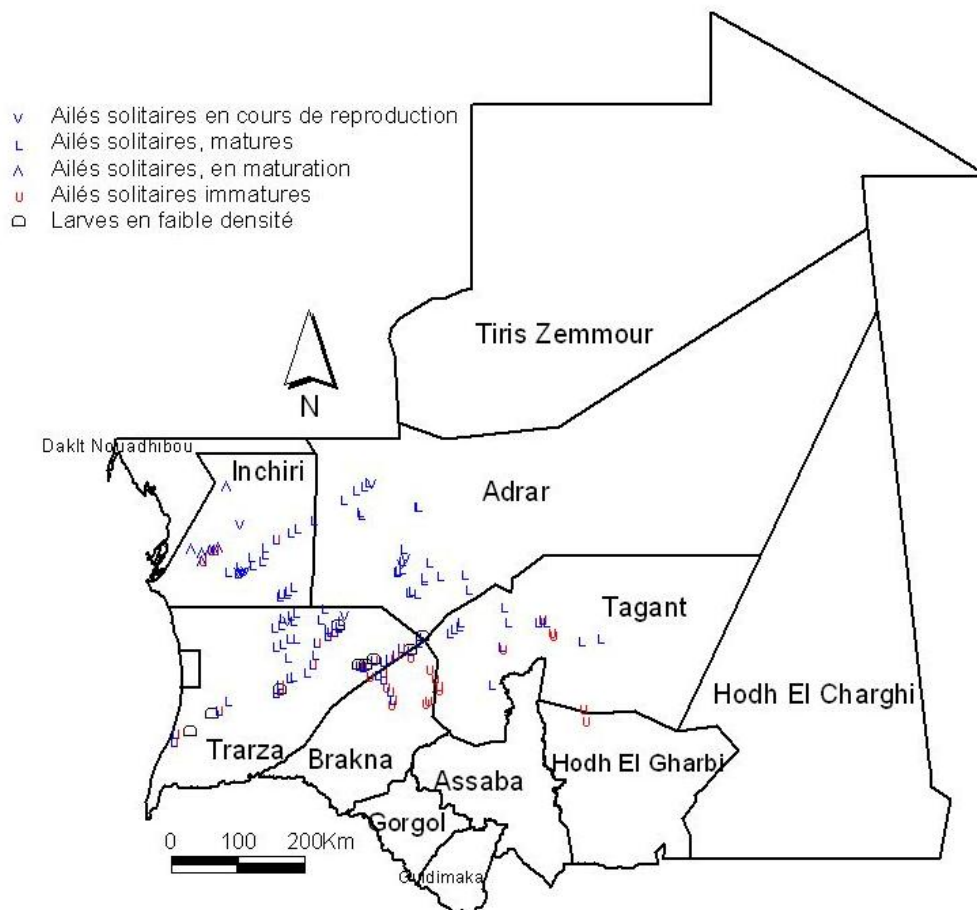 Ailés solitaires en cours de reproduction
Ailés solitaires, matures
Ailés solitaires, en maturation
Ailés solitaires immatures
Larves en faible densité
Tiris Zemmour
N
Daklt Nouadhibou
Inchiri
Adrar
Tagant
Hodh El Charghi
Trarza
Brakna
Assaba
Hodh El Gharbi
Gorgol
0 100 200Km
Guidimaka